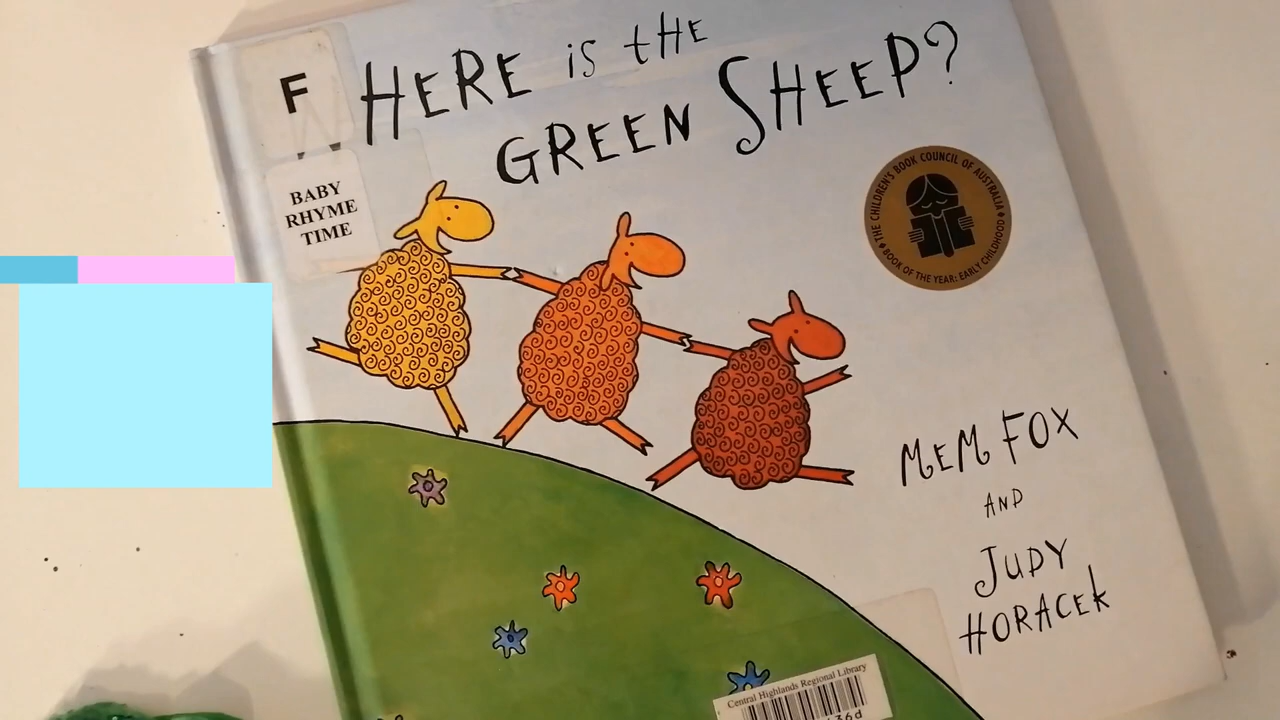 HERE is tHE
GREEN SHEEP?
F
BABY
RHYME
TIME
THE CHILDREN'S BOOK COUNCIL OF AUSTRALIA
BOOK OF THE YEAR: EARLY CHILDHOOD
MEM FOX
AND
JUDY
HORACEK
Central Highlands Regional Library
36d